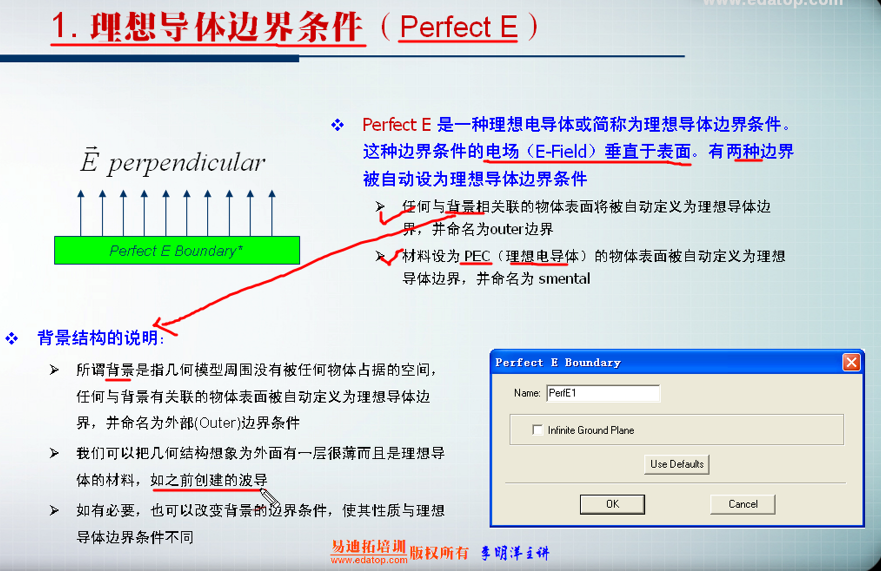 www.edatop.com
1. 理想导体边界条件（Perfect E）
E perpendicular
Perfect E Boundary*
Perfect E 是一种理想电导体或简称为理想导体边界条件。
这种边界条件的电场（E-Field）垂直于表面。有两种边界
被自动设为理想导体边界条件
任何与背景相关联的物体表面将被自动定义为理想导体边
界，并命名为outer边界
材料设为 PEC（理想电导体）的物体表面被自动定义为理想
导体边界，并命名为 smental
背景结构的说明：
所谓背景是指几何模型周围没有被任何物体占据的空间，
任何与背景有关联的物体表面被自动定义为理想导体边
界，并命名为外部(Outer)边界条件
我们可以把几何结构想象为外面有一层很薄而且是理想导
体的材料，如之前创建的波导
如有必要，也可以改变背景的边界条件，使其性质与理想
导体边界条件不同
Perfect E Boundary
Name: PerfE1
Infinite Ground Plane
Use Defaults
OK Cancel
易迪拓培训 版权所有 李明洋主讲
www.edatop.com